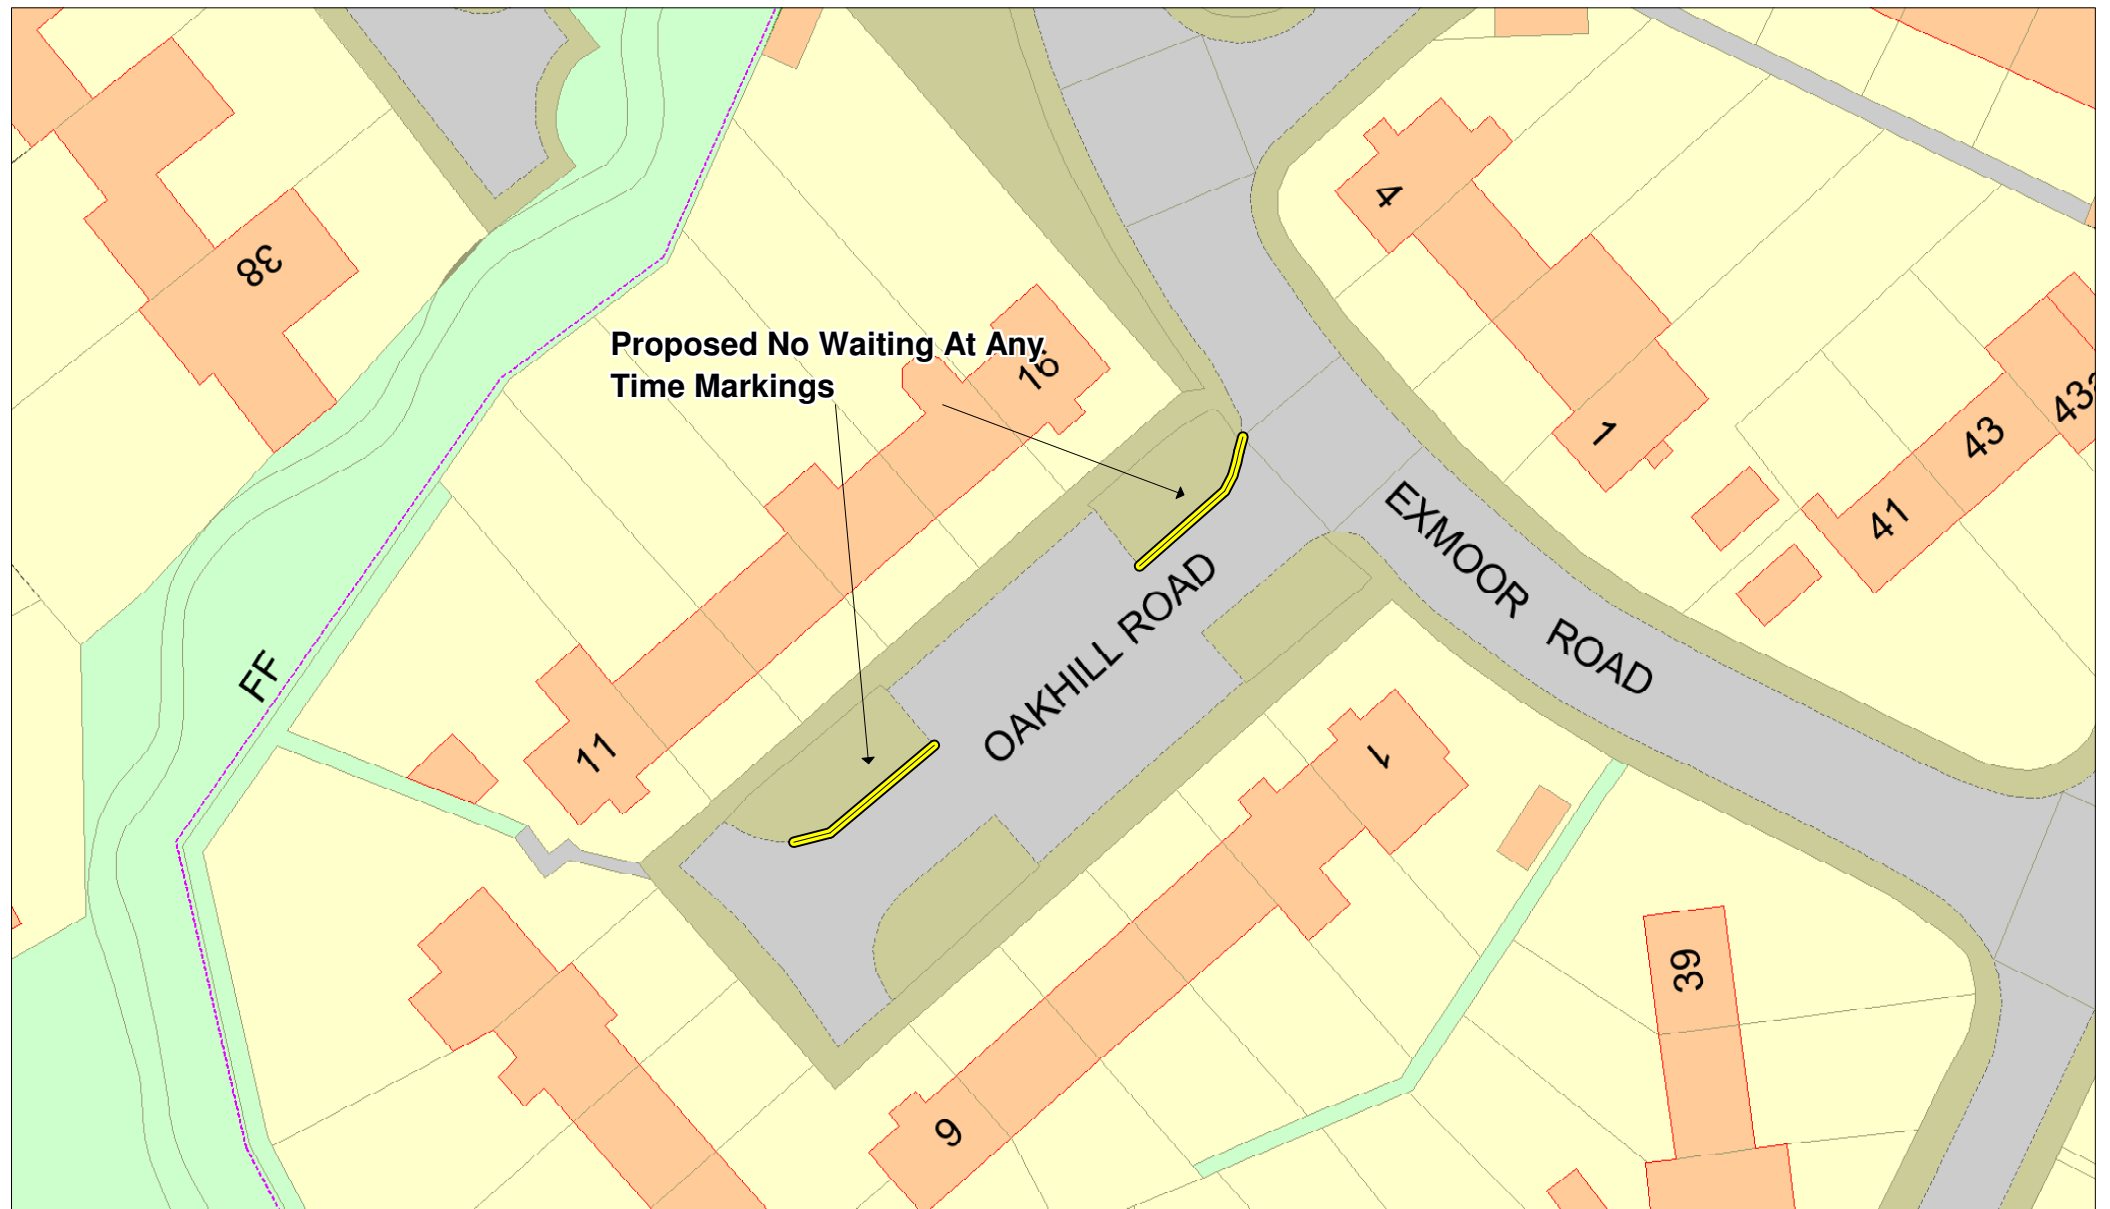 38
4
Proposed No Waiting At Any
Time Markings
16
1
43
41
EXMOOR ROAD
OAKHILL ROAD
FF
11
1
39
9